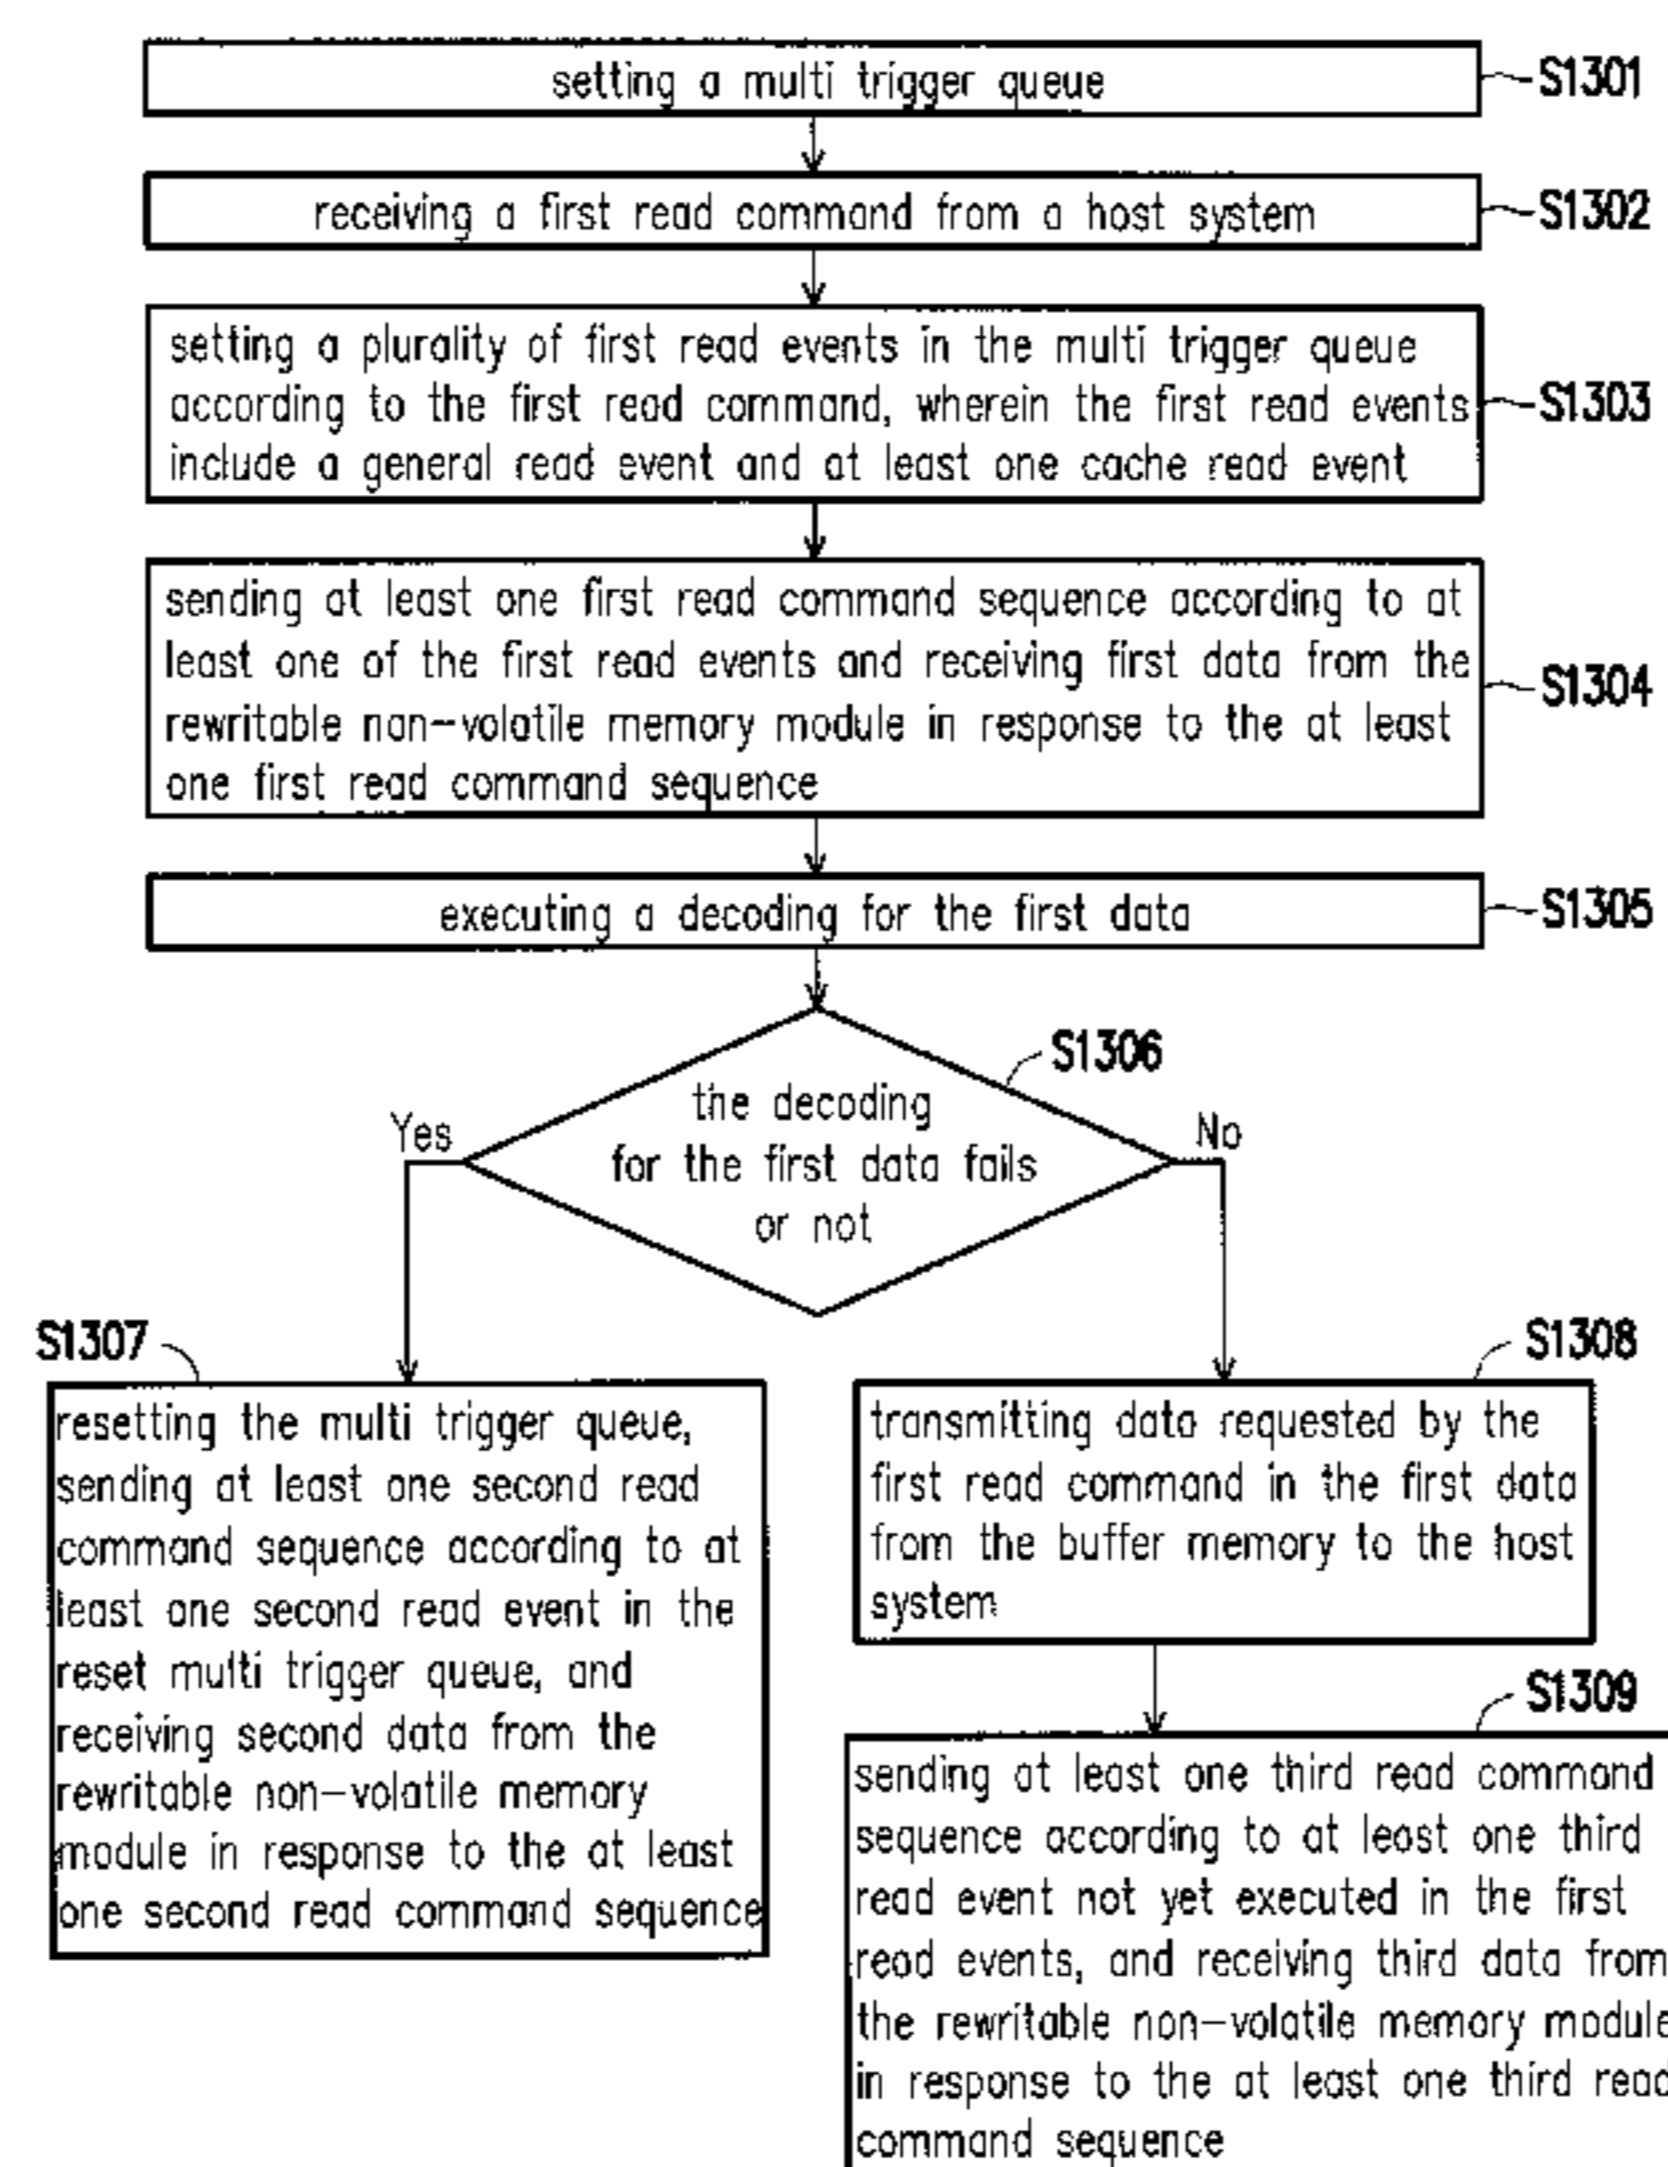 setting a multi trigger queue
S1301
receiving a first read command from a host system
S1302
setting a plurality of first read events in the multi trigger queue
according to the first read command, wherein the first read events
include a general read event and at least one cache read event
S1303
sending at least one first read command sequence according to at
least one of the first read events and receiving first data from the
rewritable non-volatile memory module in response to the at least
one first read command sequence
S1304
executing a decoding for the first data
S1305
S1306
the decoding
for the first data fails
or not
Yes
No
S1307
resetting the multi trigger queue,
sending at least one second read
command sequence according to at
least one second read event in the
reset multi trigger queue, and
receiving second data from the
rewritable non-volatile memory
module in response to the at least
one second read command sequence
S1308
transmitting data requested by the
first read command in the first data
from the buffer memory to the host
system
S1309
sending at least one third read command
sequence according to at least one third
read event not yet executed in the first
read events, and receiving third data from
the rewritable non-volatile memory module
in response to the at least one third read
command sequence